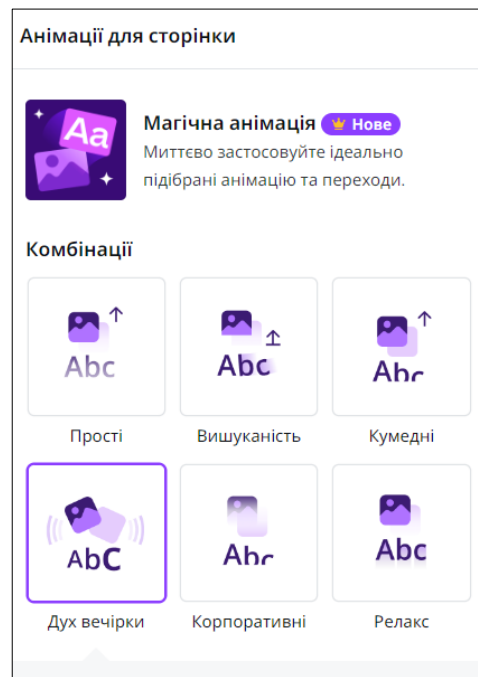 Анімації для сторінки
Aa
Магічна анімація Нове
Миттєво застосовуйте ідеально
підібрані анімацію та переходи.
Комбінації
Abc Abc Abc
Прості Вишуканість Кумедні
AbC Abc Abc
Дух вечірки Корпоративні Релакс